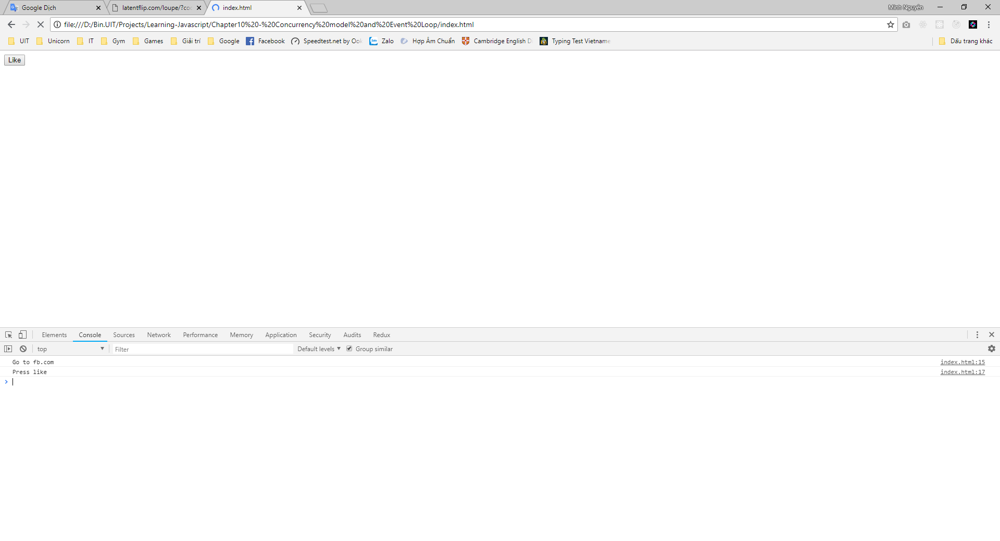 Google Dịch latentflip.com/loupe/?coc index.html Minh Nguyên
file:///D:/Bin.UIT/Projects/Learning-Javascript/Chapter10%20-%20Concurrency%20model%20and%20Event%20Loop/index.html
UIT Unicorn IT Gym Games Giải trí Google Facebook Speedtest.net by Ook Zalo Hợp Âm Chuẩn Cambridge English D Typing Test Vietname Dấu trang khác
Like
Elements Console Sources Network Performance Memory Application Security Audits Redux
top Filter Default levels Group similar
Go to fb.com index.html:15
Press like index.html:17